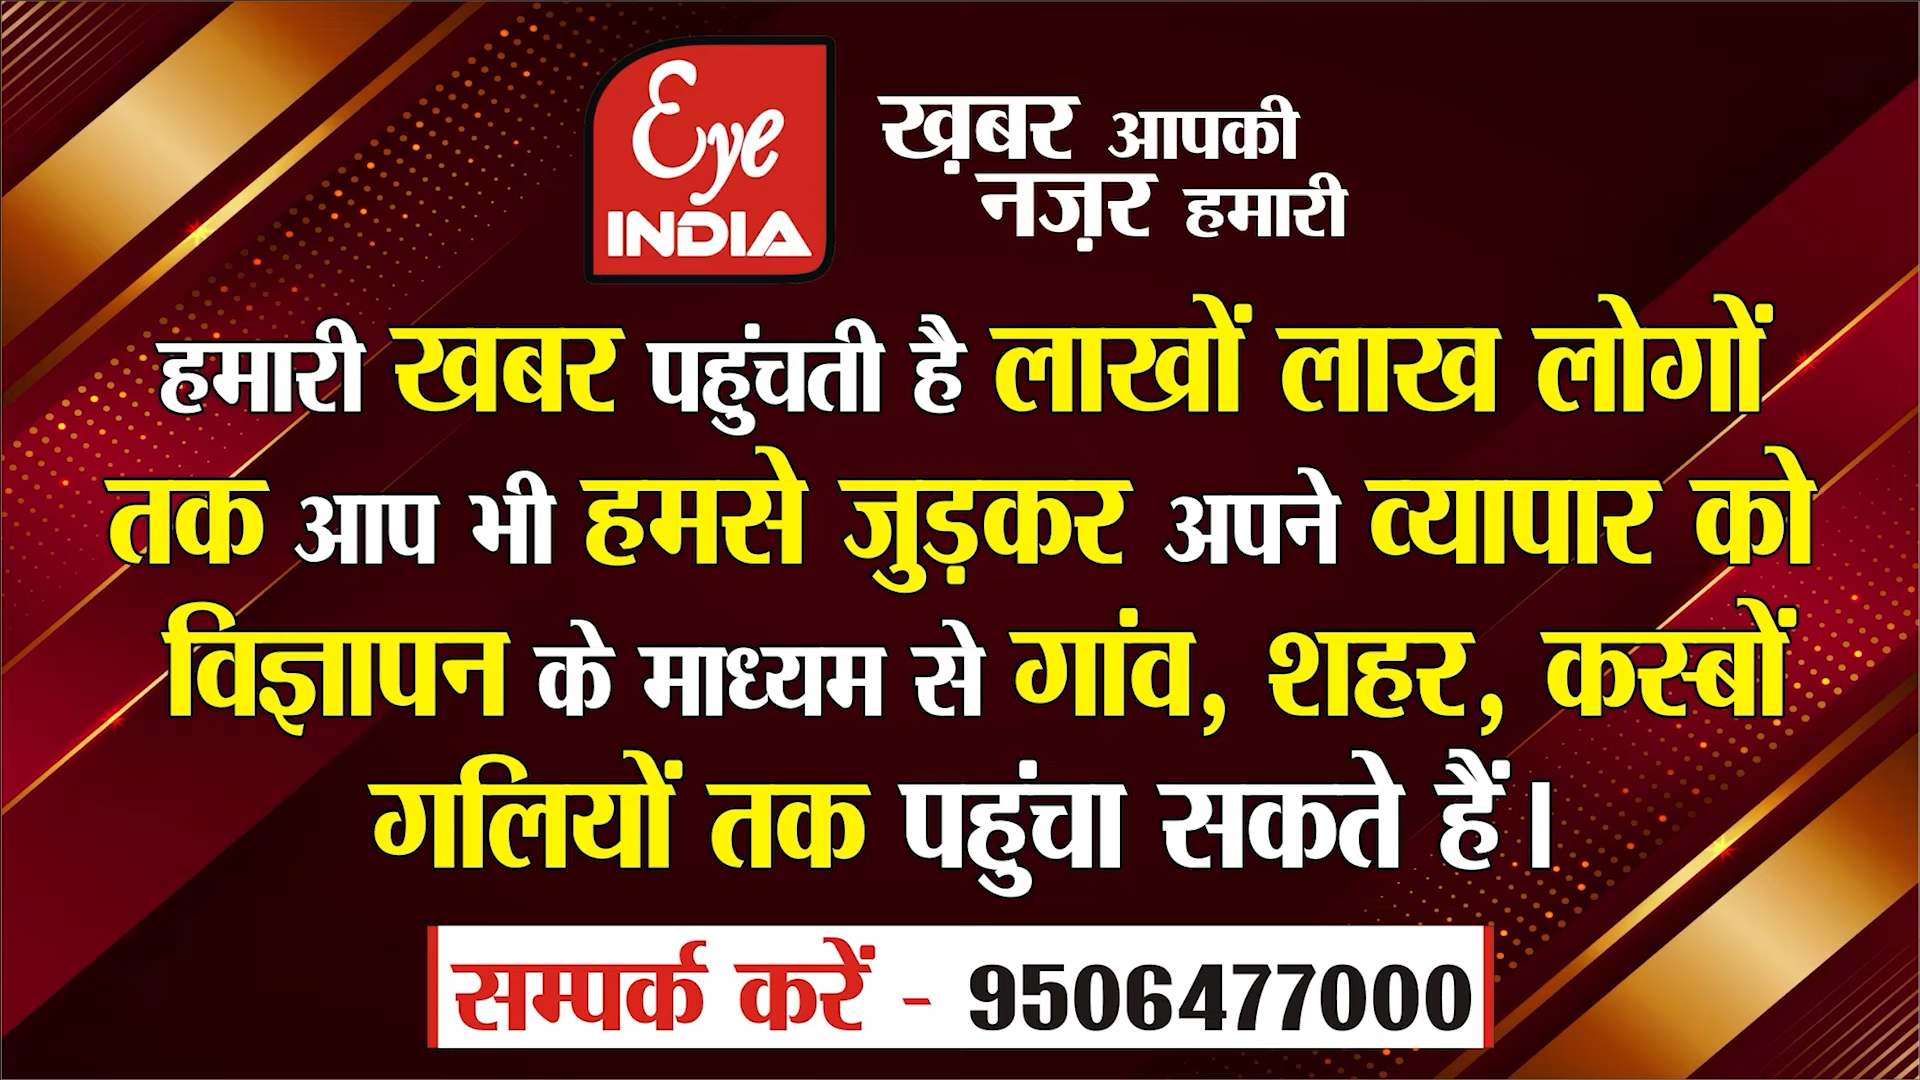 Eye
INDIA
ख़बर आपकी
नज़र हमारी
हमारी खबर पहुंचती है लाखों लाख लोगों
तक आप भी हमसे जुड़कर अपने व्यापार को
विज्ञापन के माध्यम से गांव, शहर, कस्बों
गलियों तक पहुंचा सकते हैं।
सम्पर्क करें - 9506477000